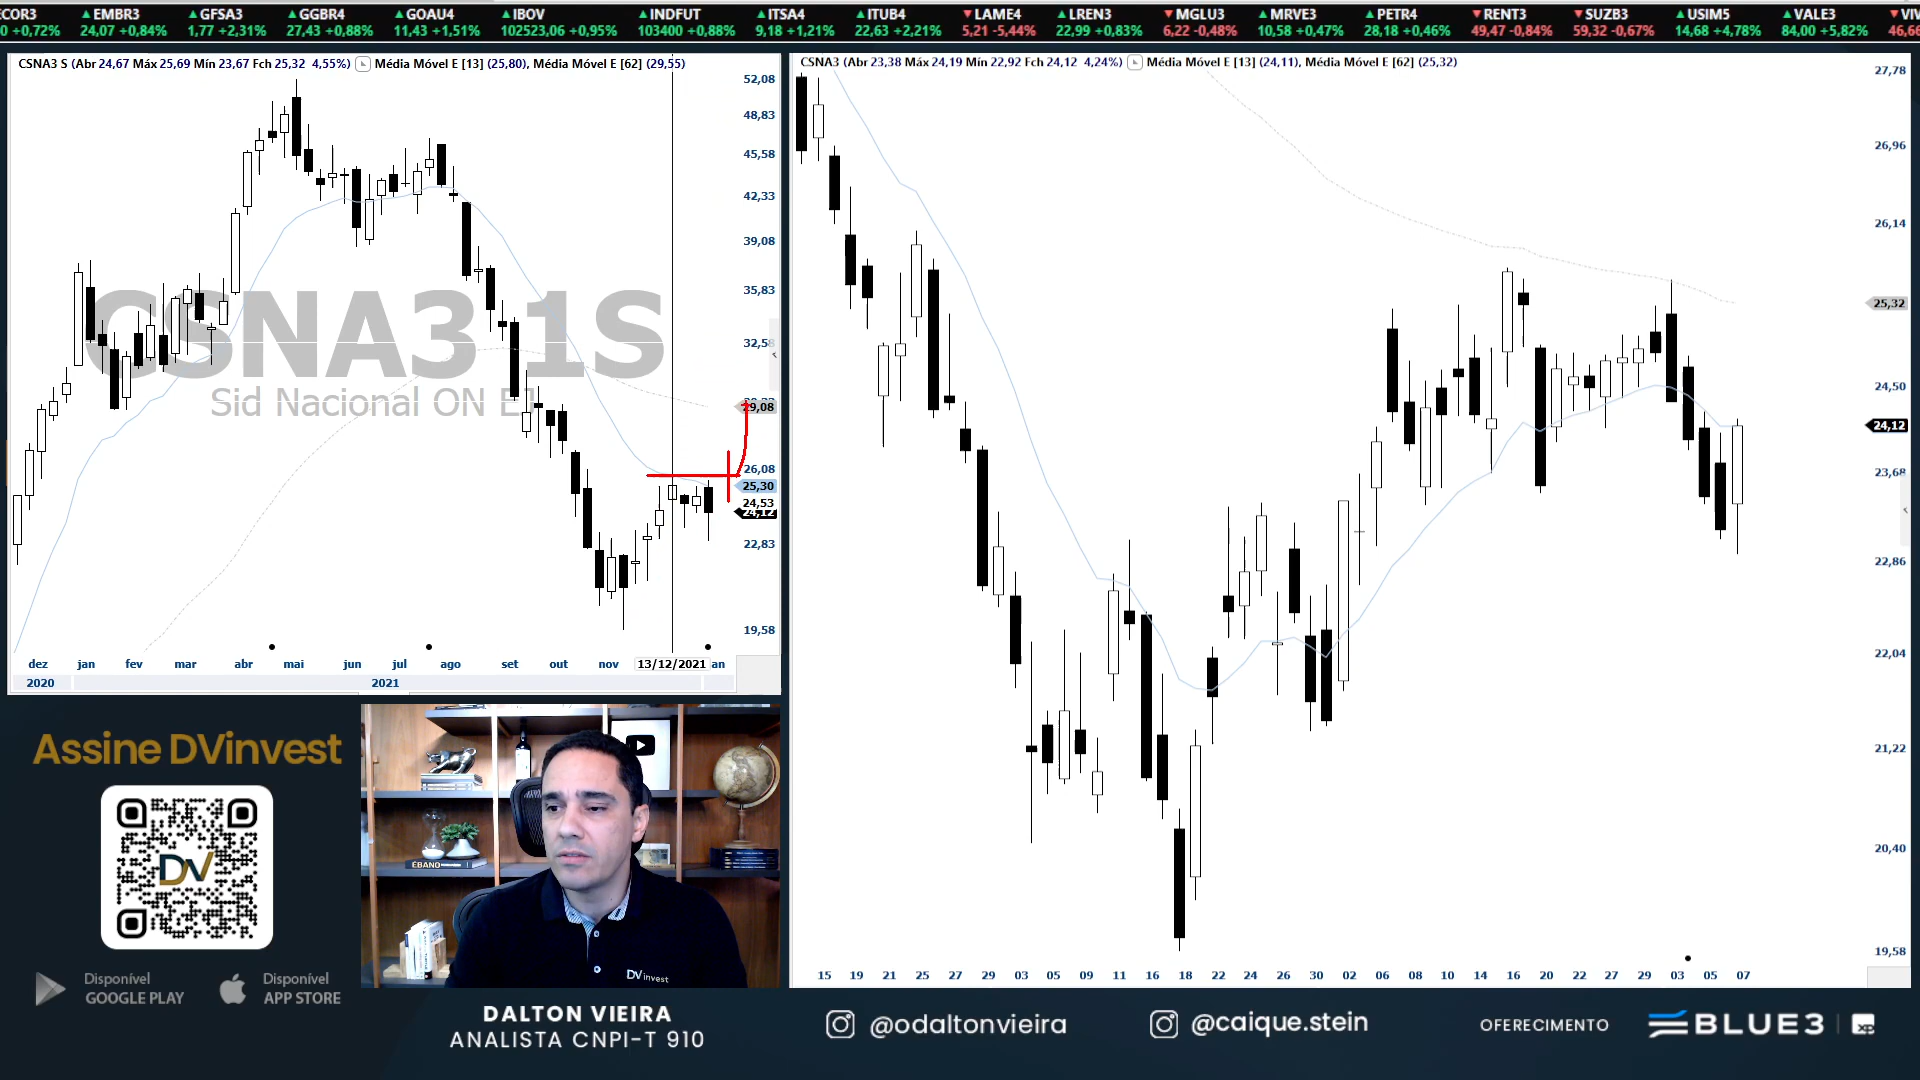 COR3 EMBR3 GFSA3 GGBR4 GOAU4 IBOV INDFUT ITSA4 ITUB4 LAME4 LREN3 MGLU3 MRVE3 PETR4 RENT3 SUZB3 USIM5 VALE3 VIV
0 +0,72% 24,07 +0,84% 1,77 +2,31% 27,43 +0,88% 11,43 +1,51% 102523,06 +0,95% 103400 +0,88% 9,18 +1,21% 22,63 +2,21% 5,21 -5,44% 22,99 +0,83% 6,22 -0,48% 10,58 +0,47% 28,18 +0,46% 49,47 -0,84% 59,32 -0,67% 14,68 +4,78% 84,00 +5,82% 46,66
CSNA3 S (Abr 24,67 Máx 25,69 Mín 23,67 Fch 25,32 4,55%) Média Móvel E [13] (25,80), Média Móvel E [62] (29,55)
52,08
48,83
45,58
42,33
39,08
35,83
32,58
29,08
26,08
25,30
24,53
24,12
22,83
19,58
CSNA3 1S
Sid Nacional ON E
dez jan fev mar abr mai jun jul ago set out nov 13/12/2021 an
2020 2021
CSNA3 (Abr 23,38 Máx 24,19 Mín 22,92 Fch 24,12 4,24%) Média Móvel E [13] (24,11), Média Móvel E [62] (25,32)
27,78
26,96
26,14
25,32
24,50
24,12
23,68
22,86
22,04
21,22
20,40
19,58
15 19 21 25 27 29 03 05 09 11 16 18 22 24 26 30 02 06 08 10 14 16 20 22 27 29 03 05 07
Assine DVinvest
DV
Disponível
GOOGLE PLAY
Disponível
APP STORE
ÉBANO
DVinvest
DALTON VIEIRA
ANALISTA CNPI-T 910
@odaltonvieira
@caique.stein
OFERECIMENTO
BLUE3
xp